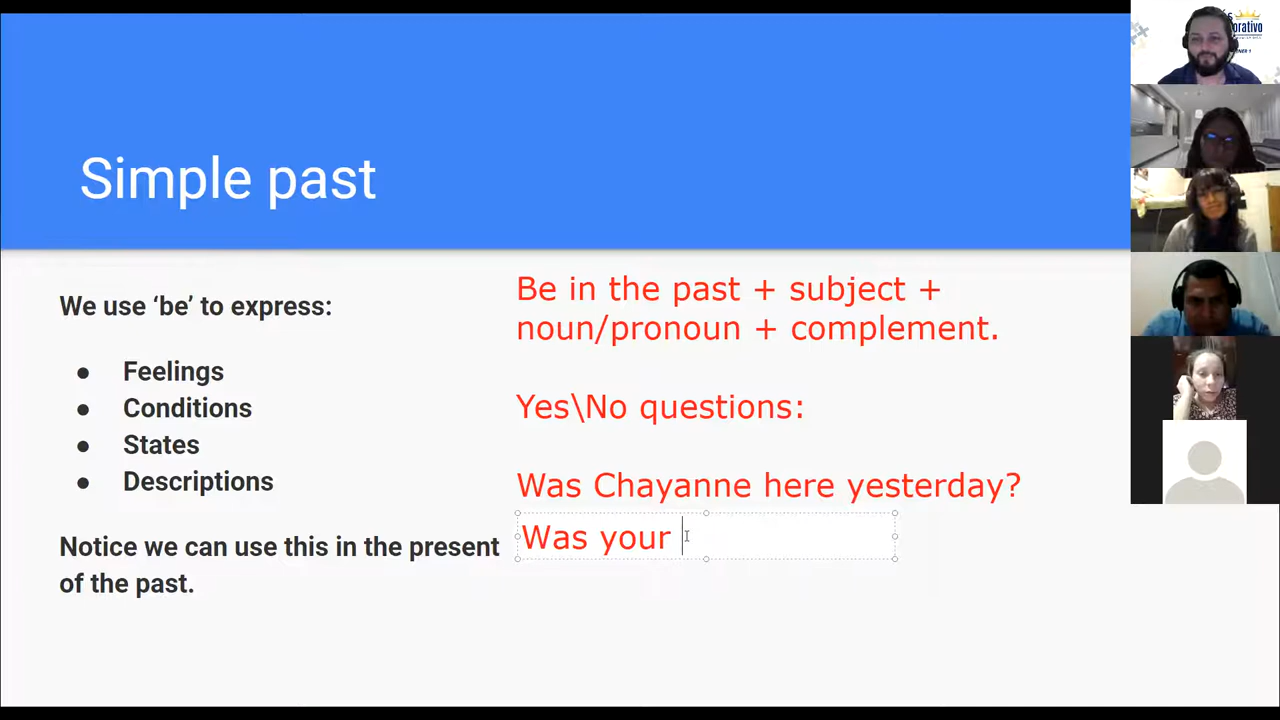 Simple past
We use ‘be’ to express:
● Feelings
● Conditions
● States
● Descriptions
Notice we can use this in the present
of the past.
Be in the past + subject +
noun/pronoun + complement.
Yes\No questions:
Was Chayanne here yesterday?
Was your